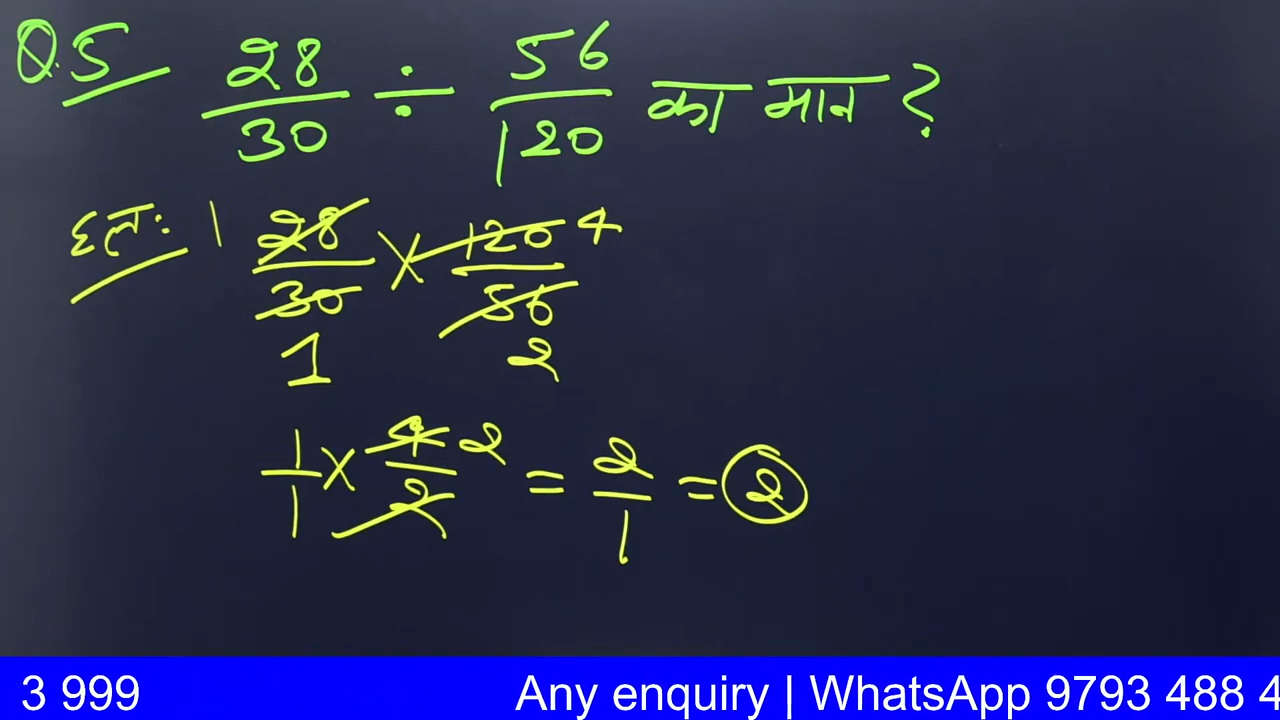 Q.5 28/30 ÷ 56/120 का मान ?
हल: 1 28/30 × 120/56 4
1 2
1/1 × 4/2 2 = 2/1 = 2
3 999 Any enquiry | WhatsApp 9793 488 4